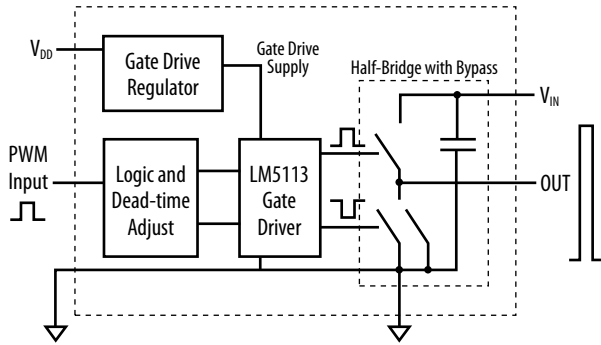 V_DD
Gate Drive
Regulator
Gate Drive
Supply
Half-Bridge with Bypass
V_IN
PWM
Input
Logic and
Dead-time
Adjust
LM5113
Gate
Driver
OUT